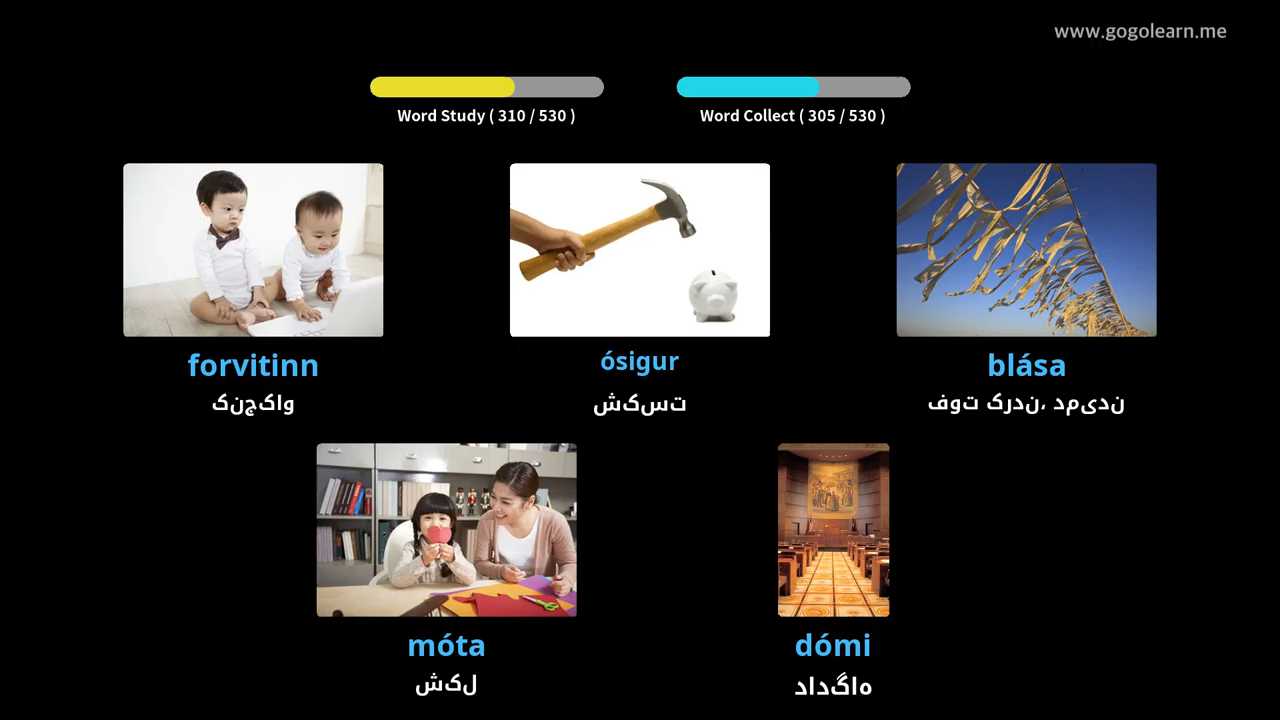 www.gogolearn.me
Word Study ( 310 / 530 )
Word Collect ( 305 / 530 )
forvitinn
واکجنک
ósigur
تسکش
blása
ندیمد ،ندرک توف
móta
لکش
dómi
هاگداد